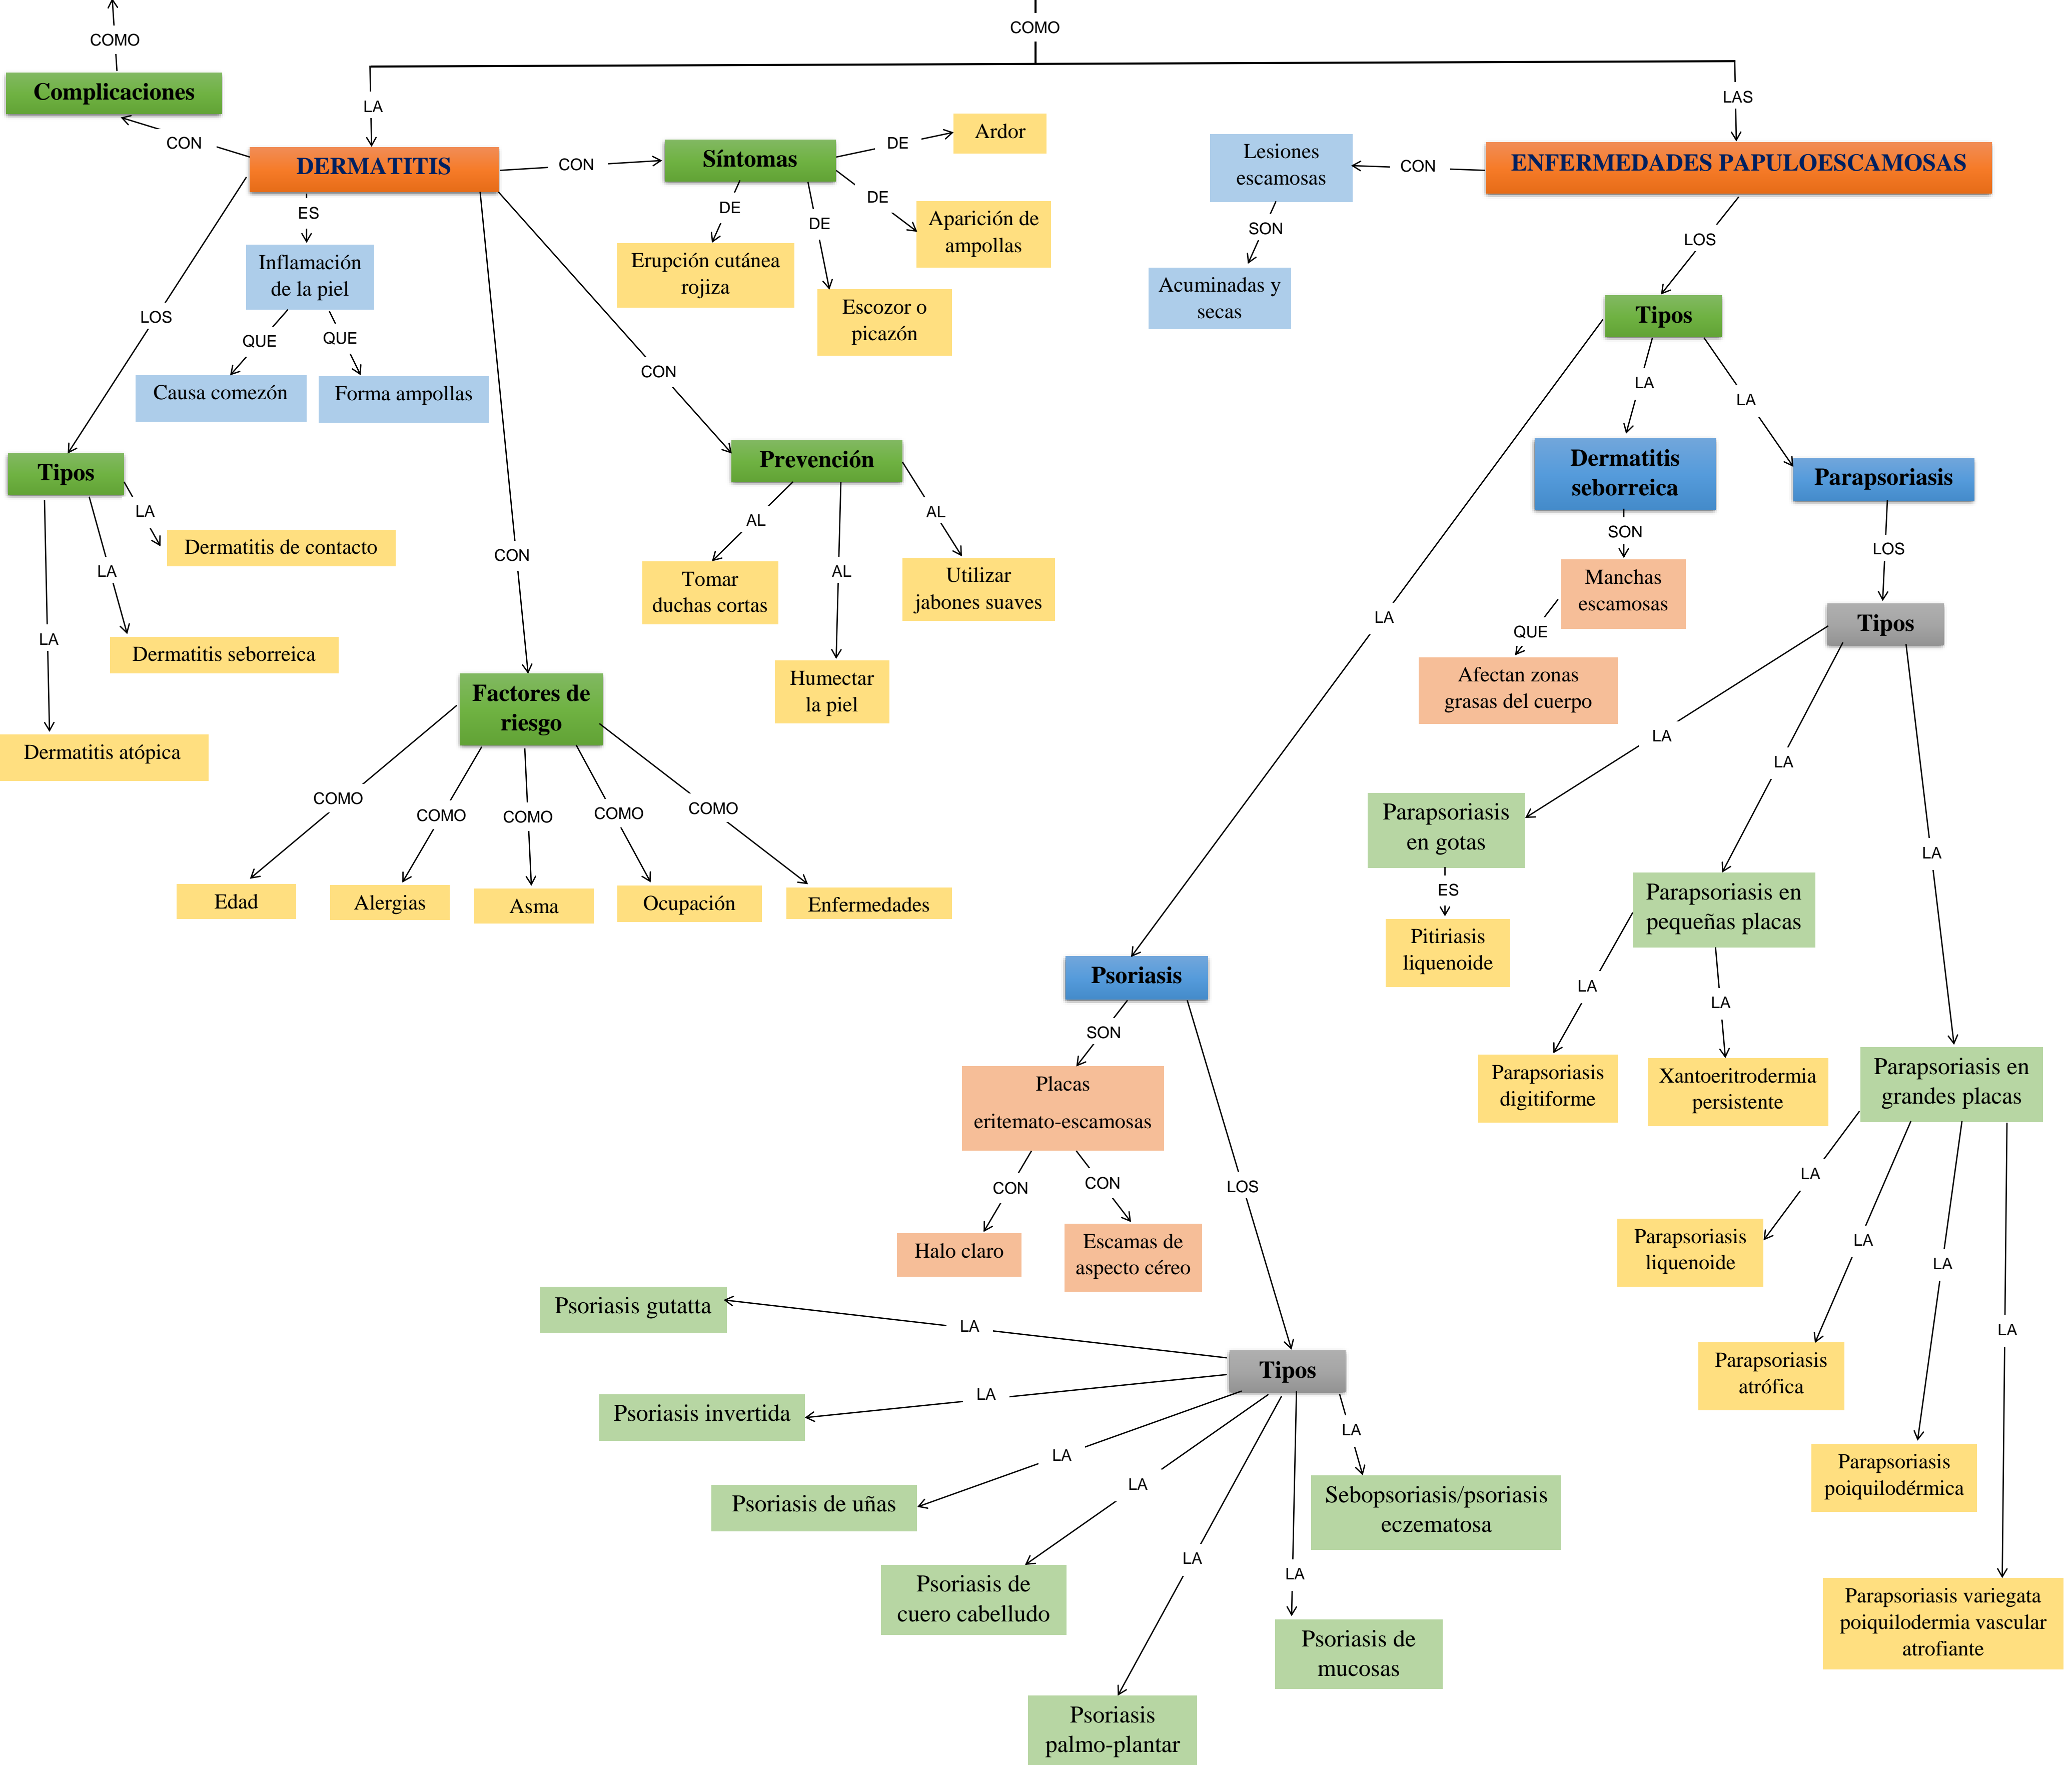 COMO
COMO
Complicaciones
LA
LAS
CON
DERMATITIS
CON
Síntomas
DE
Ardor
DE
Erupción cutánea
rojiza
DE
Escozor o
picazón
DE
Aparición de
ampollas
ES
Inflamación
de la piel
QUE
QUE
Causa comezón
Forma ampollas
LOS
Tipos
LA
Dermatitis de contacto
LA
Dermatitis seborreica
LA
Dermatitis atópica
CON
Prevención
AL
Tomar
duchas cortas
AL
Humectar
la piel
AL
Utilizar
jabones suaves
CON
Factores de
riesgo
COMO
COMO
COMO
COMO
COMO
Edad
Alergias
Asma
Ocupación
Enfermedades
ENFERMEDADES PAPULOESCAMOSAS
CON
Lesiones
escamosas
SON
Acuminadas y
secas
LOS
Tipos
LA
Dermatitis
seborreica
SON
Manchas
escamosas
QUE
Afectan zonas
grasas del cuerpo
LA
Parapsoriasis
LOS
Tipos
LA
Parapsoriasis
en gotas
ES
Pitiriasis
liquenoide
LA
Parapsoriasis en
pequeñas placas
LA
Parapsoriasis
digitiforme
LA
Xantoeritrodermia
persistente
LA
Parapsoriasis en
grandes placas
LA
Parapsoriasis
liquenoide
LA
Parapsoriasis
atrófica
LA
Parapsoriasis
poiquilodérmica
LA
Parapsoriasis variegata
poiquilodermia vascular
atrofiante
LA
Psoriasis
SON
Placas
eritemato-escamosas
CON
CON
Halo claro
Escamas de
aspecto céreo
LOS
Tipos
LA
Psoriasis gutatta
LA
Psoriasis invertida
LA
Psoriasis de uñas
LA
Psoriasis de
cuero cabelludo
LA
Psoriasis
palmo-plantar
LA
Psoriasis de
mucosas
LA
Sebopsoriasis/psoriasis
eczematosa